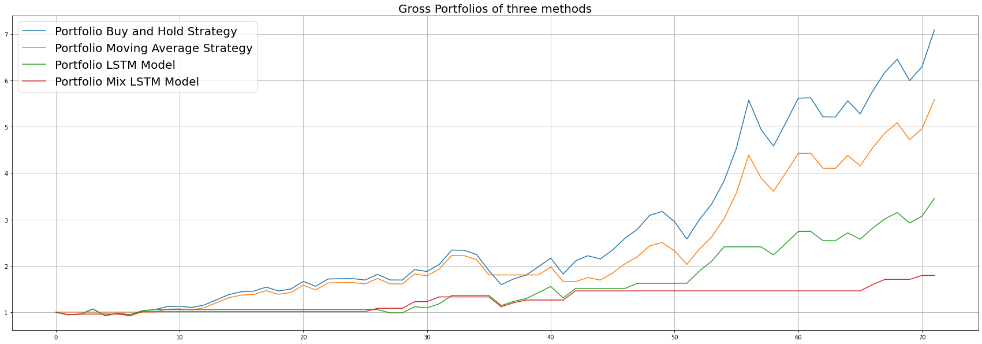 Gross Portfolios of three methods
Portfolio Buy and Hold Strategy
Portfolio Moving Average Strategy
Portfolio LSTM Model
Portfolio Mix LSTM Model
7
6
5
4
3
2
1
0 10 20 30 40 50 60 70